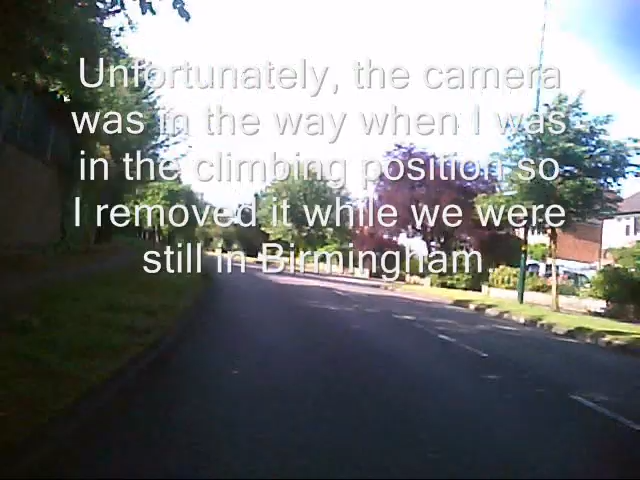 Unfortunately, the camera
was in the way when I was
in the climbing position so
I removed it while we were
still in Birmingham.